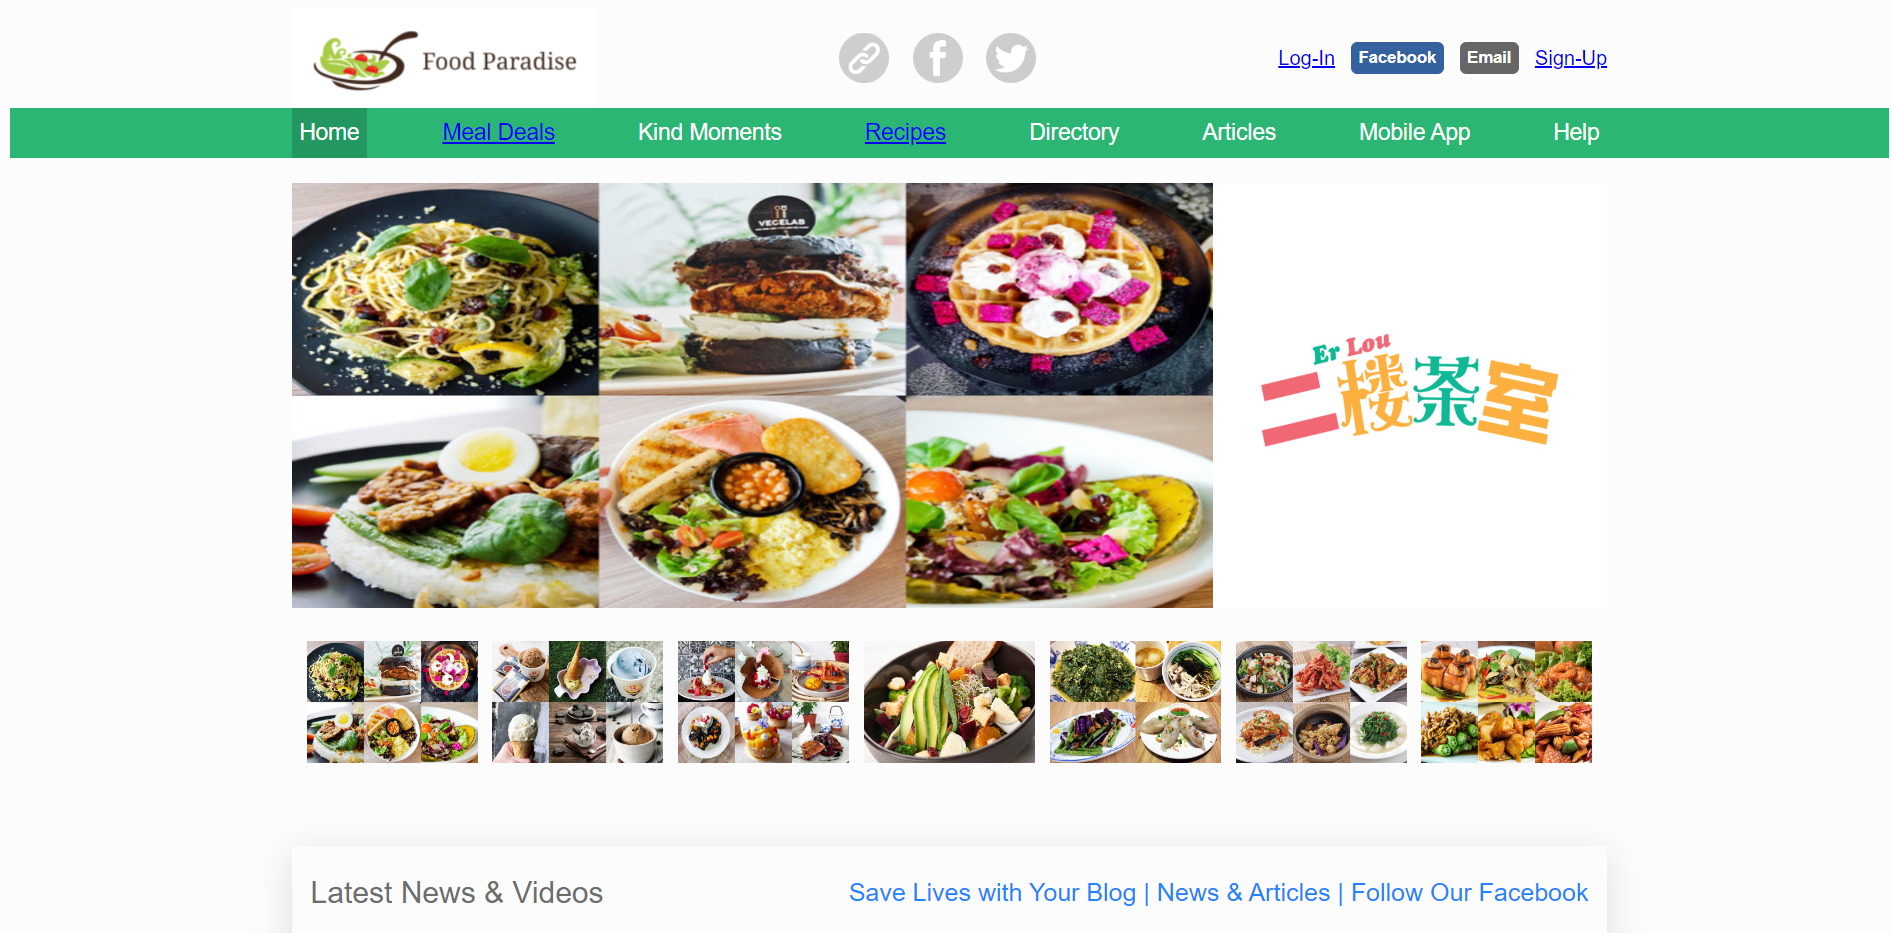 Food Paradise
Log-In Facebook Email Sign-Up
Home Meal Deals Kind Moments Recipes Directory Articles Mobile App Help
VEGELAB
Er Lou
二楼茶室
Latest News & Videos
Save Lives with Your Blog | News & Articles | Follow Our Facebook